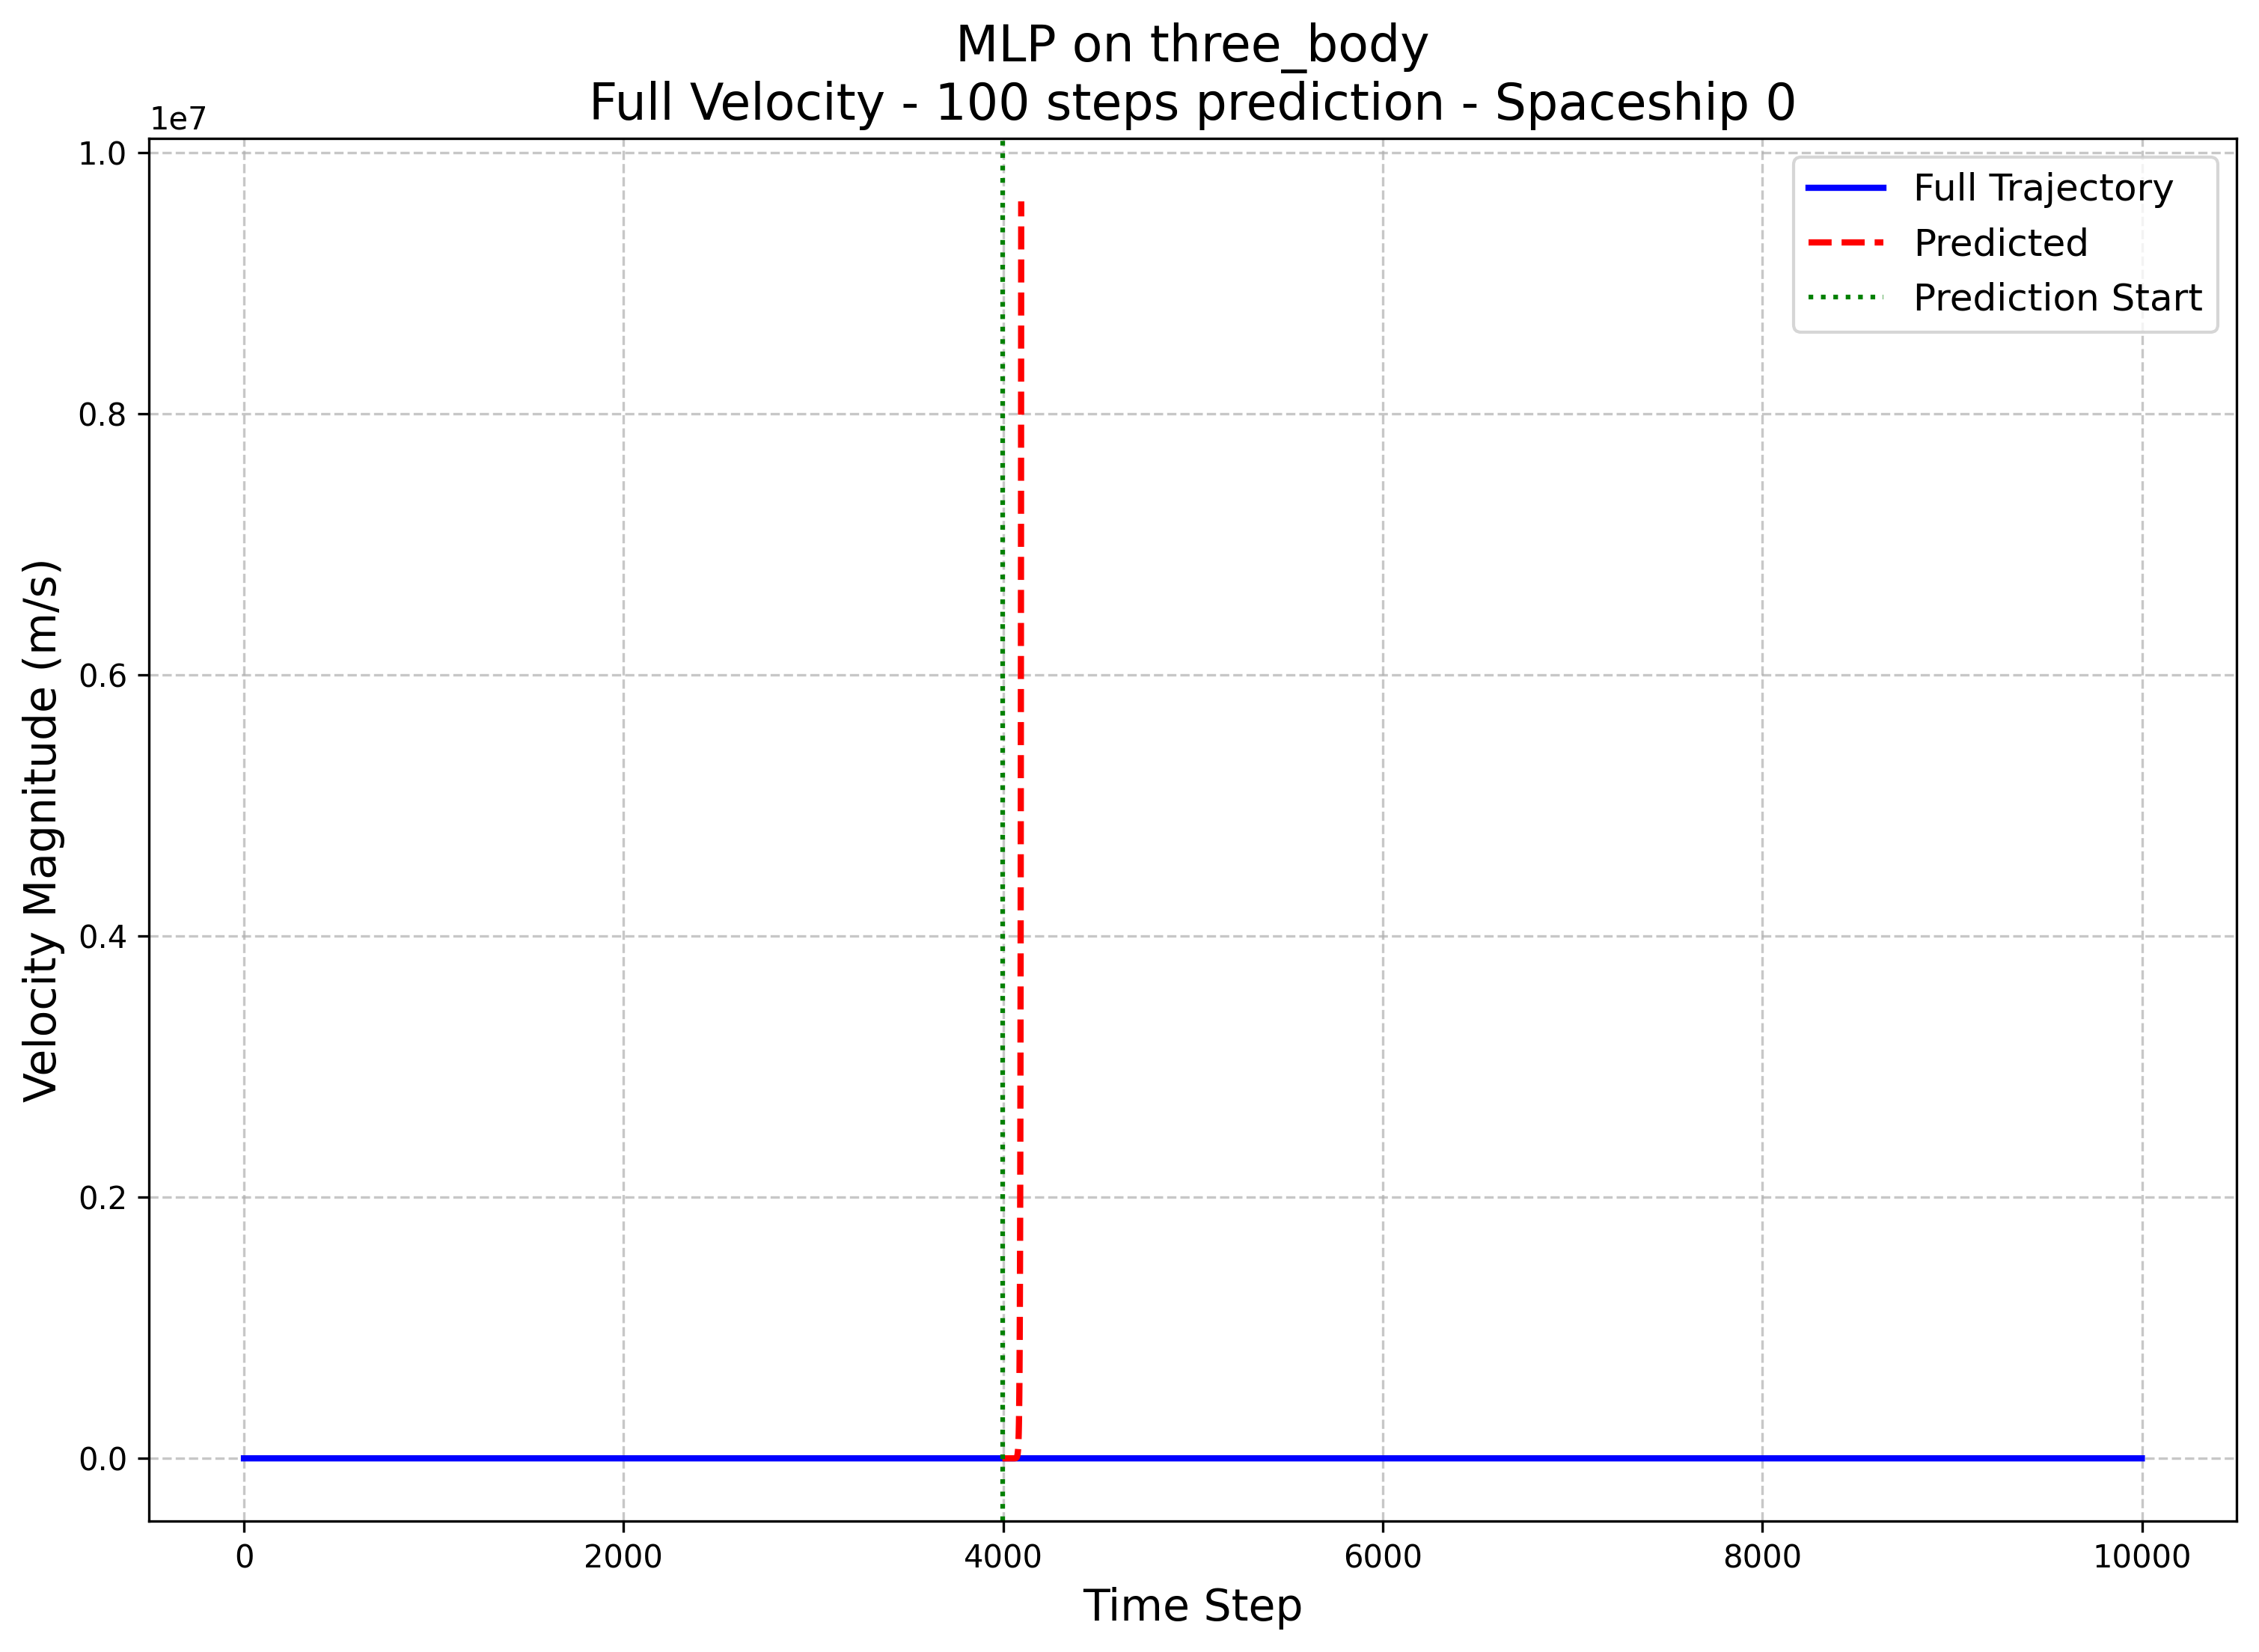 MLP on three_body
Full Velocity - 100 steps prediction - Spaceship 0
1e7
1.0
0.8
0.6
0.4
0.2
0.0
Velocity Magnitude (m/s)
Full Trajectory
Predicted
Prediction Start
0 2000 4000 6000 8000 10000
Time Step